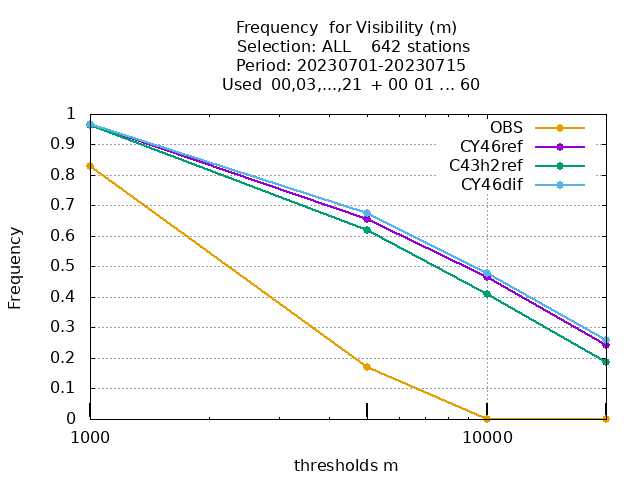 Frequency for Visibility (m)
Selection: ALL 642 stations
Period: 20230701-20230715
Used 00,03,...,21 + 00 01 ... 60
1
0.9
0.8
0.7
0.6
0.5
0.4
0.3
0.2
0.1
0
Frequency
OBS
CY46ref
C43h2ref
CY46dif
1000
10000
thresholds m